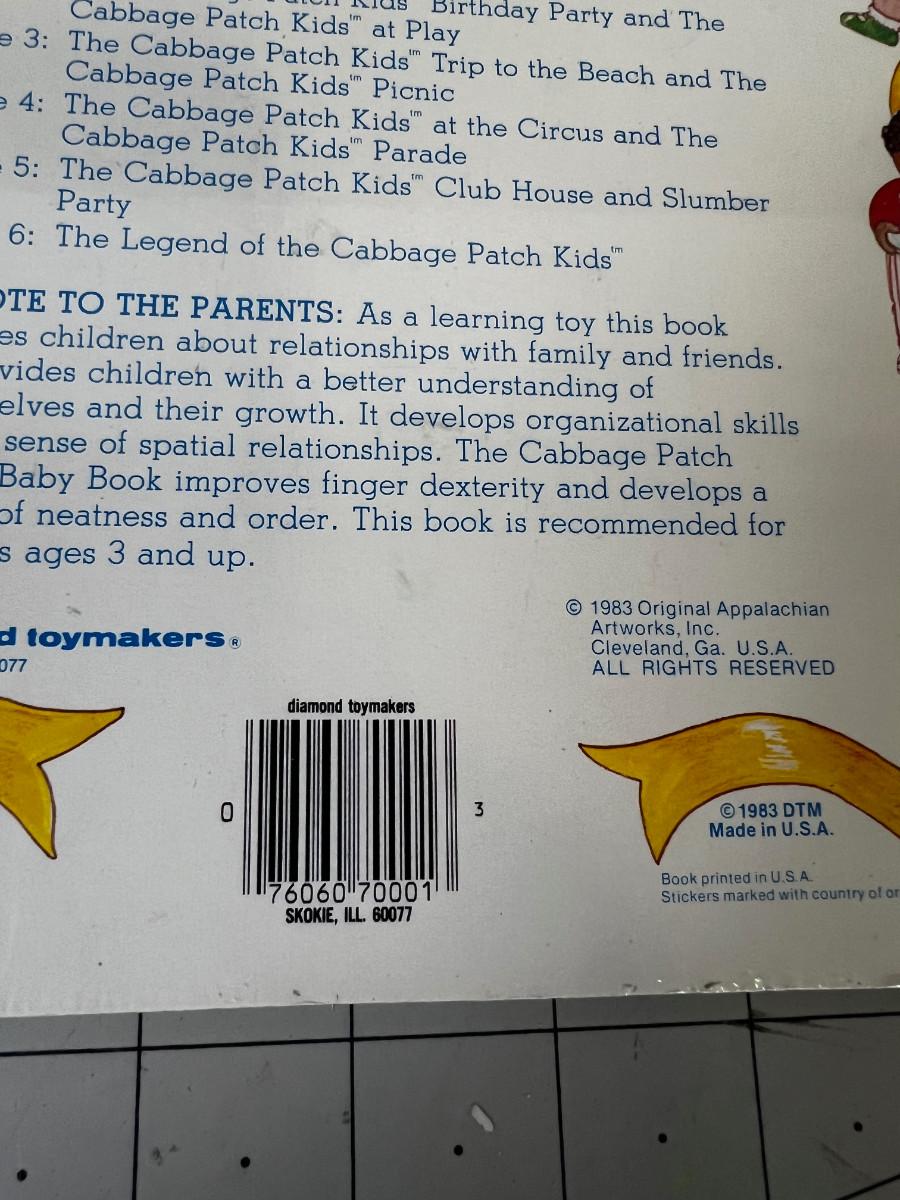 Kids Birthday Party and The
Cabbage Patch Kids™ at Play
e 3: The Cabbage Patch Kids™ Trip to the Beach and The
Cabbage Patch Kids™ Picnic
e 4: The Cabbage Patch Kids™ at the Circus and The
Cabbage Patch Kids™ Parade
5: The Cabbage Patch Kids™ Club House and Slumber
Party
6: The Legend of the Cabbage Patch Kids™
OTE TO THE PARENTS: As a learning toy this book
es children about relationships with family and friends.
vides children with a better understanding of
elves and their growth. It develops organizational skills
sense of spatial relationships. The Cabbage Patch
Baby Book improves finger dexterity and develops a
of neatness and order. This book is recommended for
s ages 3 and up.
© 1983 Original Appalachian
Artworks, Inc.
Cleveland, Ga. U.S.A.
ALL RIGHTS RESERVED
d toymakers®
077
diamond toymakers
0 76060 70001 3
SKOKIE, ILL. 60077
© 1983 DTM
Made in U.S.A.
Book printed in U.S.A.
Stickers marked with country of or